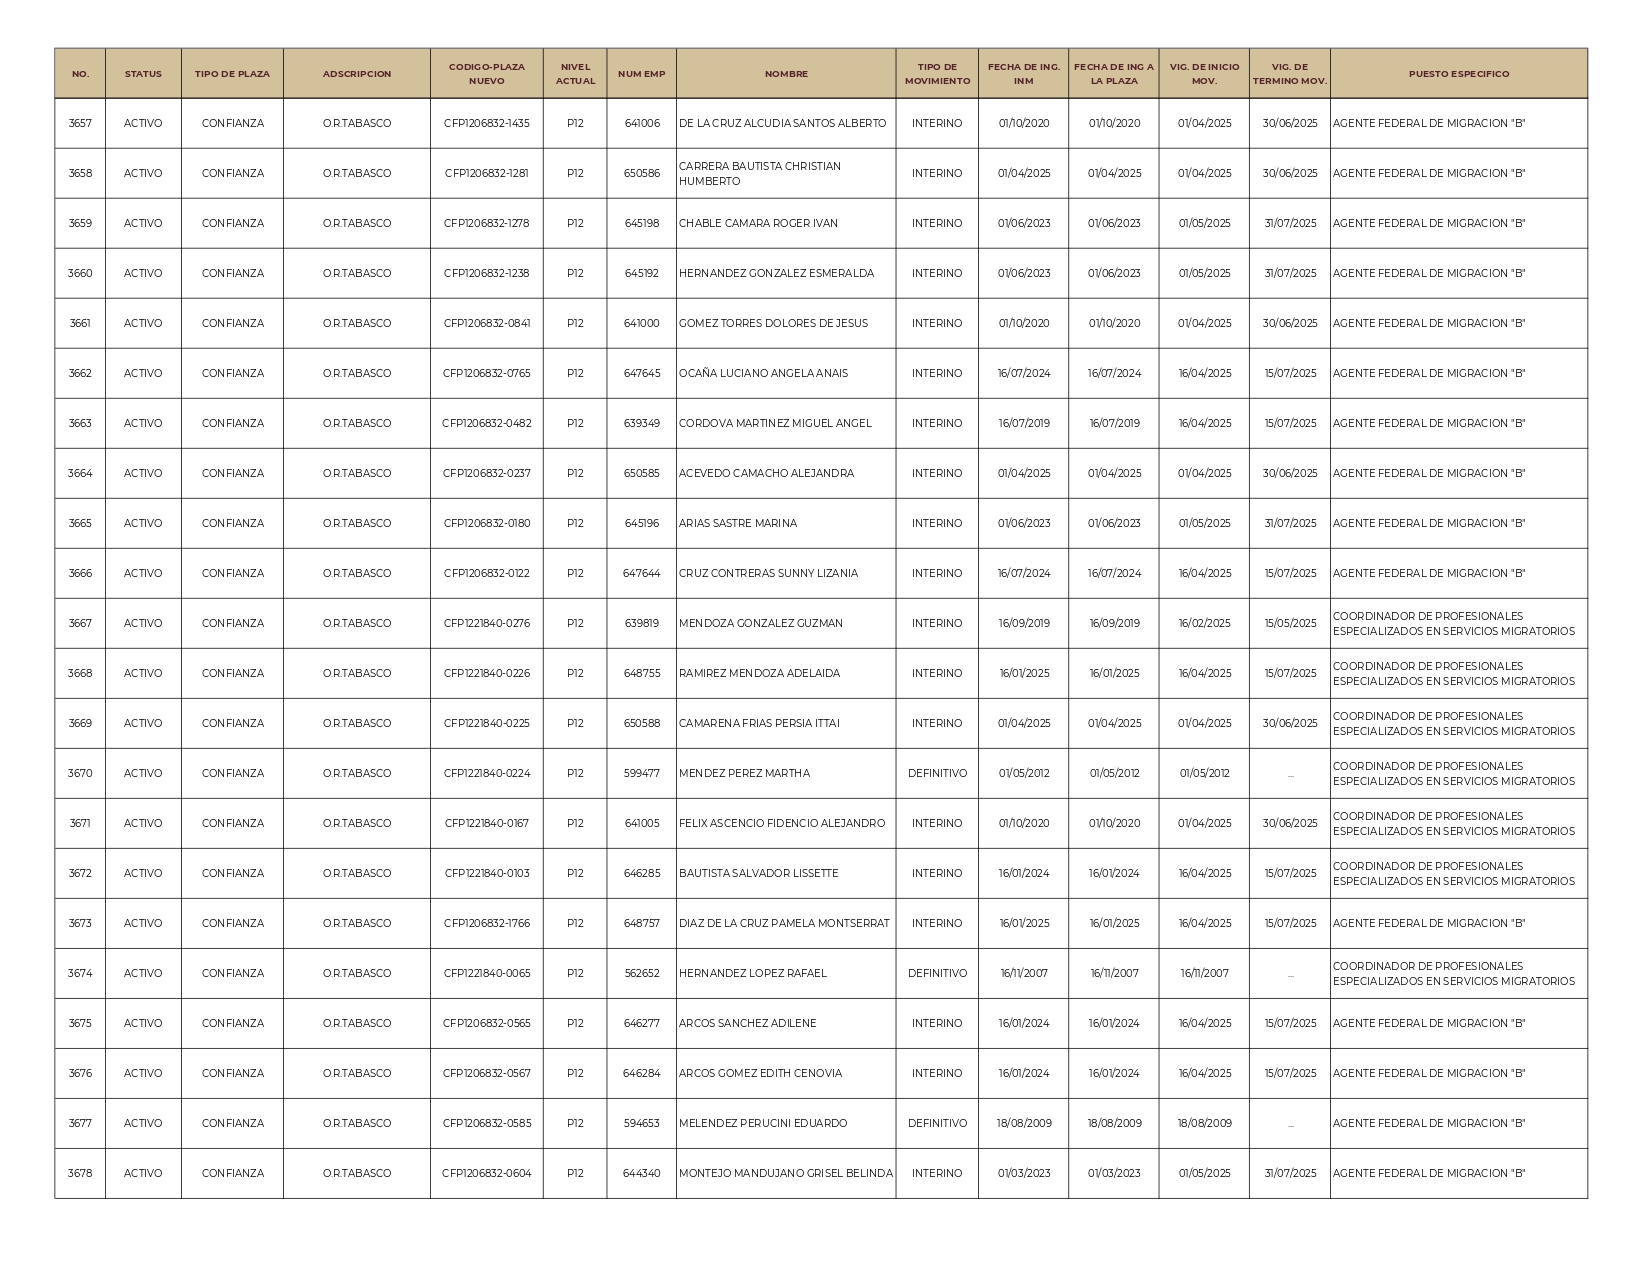 NO. STATUS TIPO DE PLAZA ADSCRIPCION CODIGO-PLAZA NUEVO NIVEL ACTUAL NUM EMP NOMBRE TIPO DE MOVIMIENTO FECHA DE ING. INM FECHA DE ING A LA PLAZA VIG. DE INICIO MOV. VIG. DE TERMINO MOV. PUESTO ESPECIFICO
3657 ACTIVO CONFIANZA O.R.TABASCO CFP1206832-1435 P12 641006 DE LA CRUZ ALCUDIA SANTOS ALBERTO INTERINO 01/10/2020 01/10/2020 01/04/2025 30/06/2025 AGENTE FEDERAL DE MIGRACION "B"
3658 ACTIVO CONFIANZA O.R.TABASCO CFP1206832-1281 P12 650586 CARRERA BAUTISTA CHRISTIAN HUMBERTO INTERINO 01/04/2025 01/04/2025 01/04/2025 30/06/2025 AGENTE FEDERAL DE MIGRACION "B"
3659 ACTIVO CONFIANZA O.R.TABASCO CFP1206832-1278 P12 645198 CHABLE CAMARA ROGER IVAN INTERINO 01/06/2023 01/06/2023 01/05/2025 31/07/2025 AGENTE FEDERAL DE MIGRACION "B"
3660 ACTIVO CONFIANZA O.R.TABASCO CFP1206832-1238 P12 645192 HERNANDEZ GONZALEZ ESMERALDA INTERINO 01/06/2023 01/06/2023 01/05/2025 31/07/2025 AGENTE FEDERAL DE MIGRACION "B"
3661 ACTIVO CONFIANZA O.R.TABASCO CFP1206832-0841 P12 641000 GOMEZ TORRES DOLORES DE JESUS INTERINO 01/10/2020 01/10/2020 01/04/2025 30/06/2025 AGENTE FEDERAL DE MIGRACION "B"
3662 ACTIVO CONFIANZA O.R.TABASCO CFP1206832-0765 P12 647645 OCAÑA LUCIANO ANGELA ANAIS INTERINO 16/07/2024 16/07/2024 16/04/2025 15/07/2025 AGENTE FEDERAL DE MIGRACION "B"
3663 ACTIVO CONFIANZA O.R.TABASCO CFP1206832-0482 P12 639349 CORDOVA MARTINEZ MIGUEL ANGEL INTERINO 16/07/2019 16/07/2019 16/04/2025 15/07/2025 AGENTE FEDERAL DE MIGRACION "B"
3664 ACTIVO CONFIANZA O.R.TABASCO CFP1206832-0237 P12 650585 ACEVEDO CAMACHO ALEJANDRA INTERINO 01/04/2025 01/04/2025 01/04/2025 30/06/2025 AGENTE FEDERAL DE MIGRACION "B"
3665 ACTIVO CONFIANZA O.R.TABASCO CFP1206832-0180 P12 645196 ARIAS SASTRE MARINA INTERINO 01/06/2023 01/06/2023 01/05/2025 31/07/2025 AGENTE FEDERAL DE MIGRACION "B"
3666 ACTIVO CONFIANZA O.R.TABASCO CFP1206832-0122 P12 647644 CRUZ CONTRERAS SUNNY LIZANIA INTERINO 16/07/2024 16/07/2024 16/04/2025 15/07/2025 AGENTE FEDERAL DE MIGRACION "B"
3667 ACTIVO CONFIANZA O.R.TABASCO CFP1221840-0276 P12 639819 MENDOZA GONZALEZ GUZMAN INTERINO 16/09/2019 16/09/2019 16/02/2025 15/05/2025 COORDINADOR DE PROFESIONALES ESPECIALIZADOS EN SERVICIOS MIGRATORIOS
3668 ACTIVO CONFIANZA O.R.TABASCO CFP1221840-0226 P12 648755 RAMIREZ MENDOZA ADELAIDA INTERINO 16/01/2025 16/01/2025 16/04/2025 15/07/2025 COORDINADOR DE PROFESIONALES ESPECIALIZADOS EN SERVICIOS MIGRATORIOS
3669 ACTIVO CONFIANZA O.R.TABASCO CFP1221840-0225 P12 650588 CAMARENA FRIAS PERSIA ITTAI INTERINO 01/04/2025 01/04/2025 01/04/2025 30/06/2025 COORDINADOR DE PROFESIONALES ESPECIALIZADOS EN SERVICIOS MIGRATORIOS
3670 ACTIVO CONFIANZA O.R.TABASCO CFP1221840-0224 P12 599477 MENDEZ PEREZ MARTHA DEFINITIVO 01/05/2012 01/05/2012 01/05/2012 ... COORDINADOR DE PROFESIONALES ESPECIALIZADOS EN SERVICIOS MIGRATORIOS
3671 ACTIVO CONFIANZA O.R.TABASCO CFP1221840-0167 P12 641005 FELIX ASCENCIO FIDENCIO ALEJANDRO INTERINO 01/10/2020 01/10/2020 01/04/2025 30/06/2025 COORDINADOR DE PROFESIONALES ESPECIALIZADOS EN SERVICIOS MIGRATORIOS
3672 ACTIVO CONFIANZA O.R.TABASCO CFP1221840-0103 P12 646285 BAUTISTA SALVADOR LISSETTE INTERINO 16/01/2024 16/01/2024 16/04/2025 15/07/2025 COORDINADOR DE PROFESIONALES ESPECIALIZADOS EN SERVICIOS MIGRATORIOS
3673 ACTIVO CONFIANZA O.R.TABASCO CFP1206832-1766 P12 648757 DIAZ DE LA CRUZ PAMELA MONTSERRAT INTERINO 16/01/2025 16/01/2025 16/04/2025 15/07/2025 AGENTE FEDERAL DE MIGRACION "B"
3674 ACTIVO CONFIANZA O.R.TABASCO CFP1221840-0065 P12 562652 HERNANDEZ LOPEZ RAFAEL DEFINITIVO 16/11/2007 16/11/2007 16/11/2007 ... COORDINADOR DE PROFESIONALES ESPECIALIZADOS EN SERVICIOS MIGRATORIOS
3675 ACTIVO CONFIANZA O.R.TABASCO CFP1206832-0565 P12 646277 ARCOS SANCHEZ ADILENE INTERINO 16/01/2024 16/01/2024 16/04/2025 15/07/2025 AGENTE FEDERAL DE MIGRACION "B"
3676 ACTIVO CONFIANZA O.R.TABASCO CFP1206832-0567 P12 646284 ARCOS GOMEZ EDITH CENOVIA INTERINO 16/01/2024 16/01/2024 16/04/2025 15/07/2025 AGENTE FEDERAL DE MIGRACION "B"
3677 ACTIVO CONFIANZA O.R.TABASCO CFP1206832-0585 P12 594653 MELENDEZ PERUCINI EDUARDO DEFINITIVO 18/08/2009 18/08/2009 18/08/2009 ... AGENTE FEDERAL DE MIGRACION "B"
3678 ACTIVO CONFIANZA O.R.TABASCO CFP1206832-0604 P12 644340 MONTEJO MANDUJANO GRISEL BELINDA INTERINO 01/03/2023 01/03/2023 01/05/2025 31/07/2025 AGENTE FEDERAL DE MIGRACION "B"